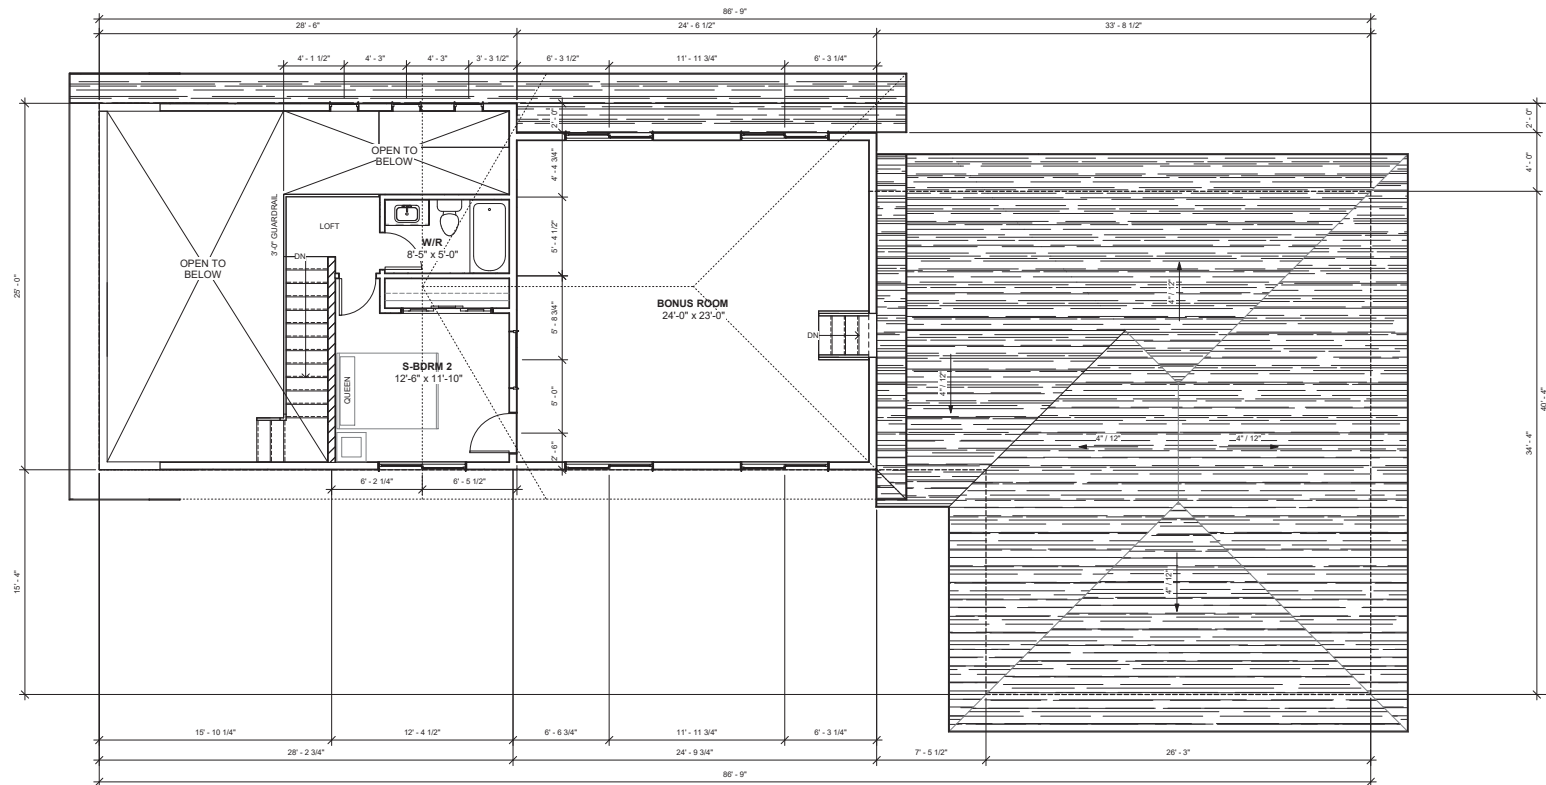 86' - 9"
28' - 6"
24' - 6 1/2"
33' - 8 1/2"
4' - 1 1/2"
4' - 3"
4' - 3"
3' - 3 1/2"
6' - 3 1/2"
11' - 11 3/4"
6' - 3 1/4"
2' - 0"
2' - 0"
OPEN TO
BELOW
4' - 4 3/4"
4' - 0"
3'-0" GUARDRAIL
LOFT
W/R
8'-5" x 5'-0"
5' - 4 1/2"
DN
OPEN TO
BELOW
25' - 0"
BONUS ROOM
24'-0" x 23'-0"
4" / 12"
5' - 8 3/4"
DN
S-BDRM 2
12'-6" x 11'-10"
QUEEN
4" / 12"
5' - 0"
40' - 4"
4" / 12"
4" / 12"
34' - 4"
2' - 6"
6' - 2 1/4"
6' - 5 1/2"
15' - 4"
4" / 12"
15' - 10 1/4"
12' - 4 1/2"
6' - 6 3/4"
11' - 11 3/4"
6' - 3 1/4"
28' - 2 3/4"
24' - 9 3/4"
7' - 5 1/2"
26' - 3"
86' - 9"